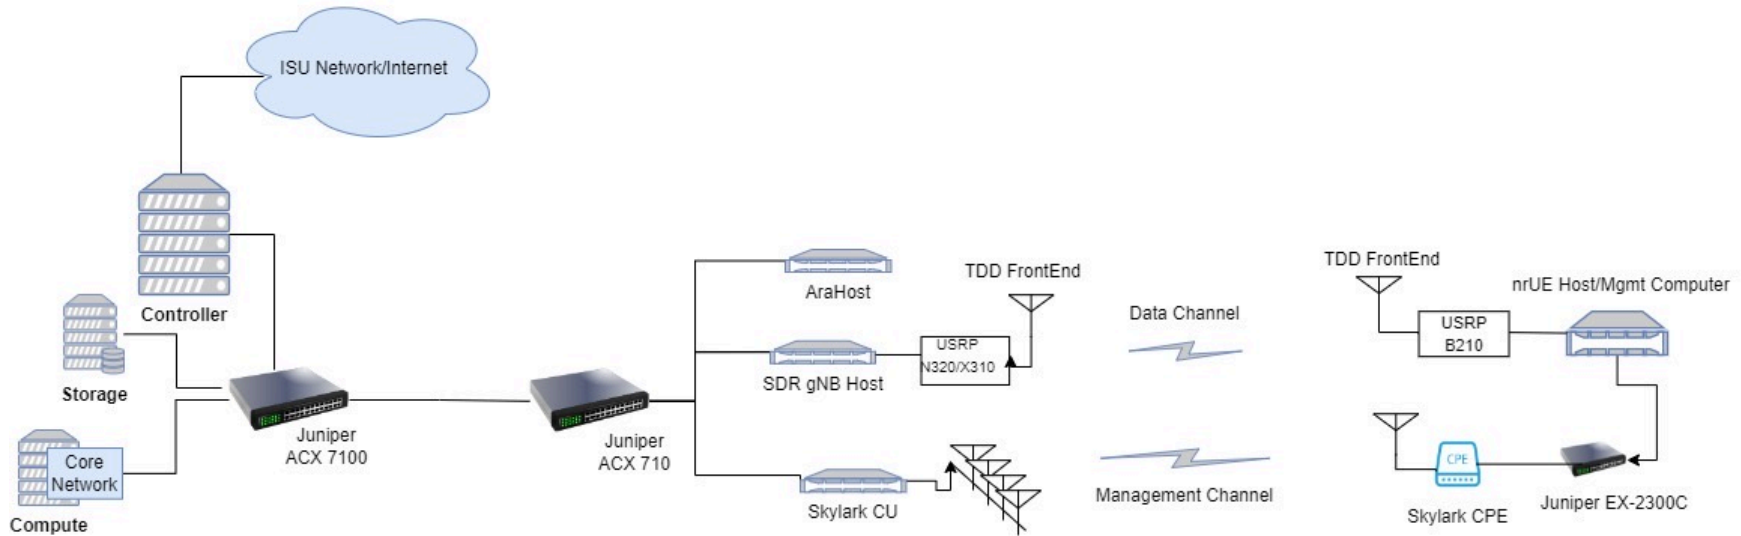 ISU Network/Internet
Controller
Storage
Core
Network
Compute
Juniper
ACX 7100
Juniper
ACX 710
AraHost
SDR gNB Host
USRP
N320/X310
TDD FrontEnd
Skylark CU
Data Channel
Management Channel
TDD FrontEnd
USRP
B210
nrUE Host/Mgmt Computer
CPE
Skylark CPE
Juniper EX-2300C